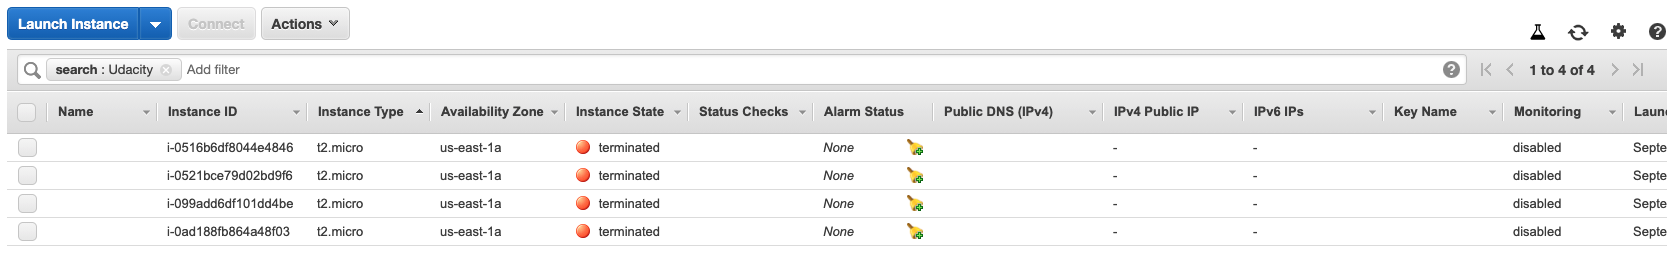 Launch Instance Connect Actions
search : Udacity Add filter 1 to 4 of 4
Name Instance ID Instance Type Availability Zone Instance State Status Checks Alarm Status Public DNS (IPv4) IPv4 Public IP IPv6 IPs Key Name Monitoring Launc
i-0516b6df8044e4846 t2.micro us-east-1a terminated None - - disabled Septe
i-0521bce79d02bd9f6 t2.micro us-east-1a terminated None - - disabled Septe
i-099add6df101dd4be t2.micro us-east-1a terminated None - - disabled Septe
i-0ad188fb864a48f03 t2.micro us-east-1a terminated None - - disabled Septe